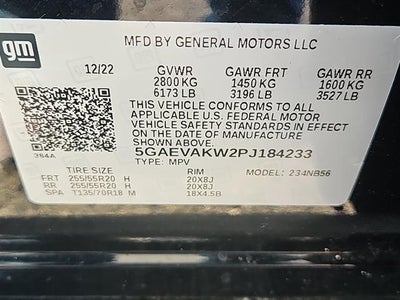 gm
MFD BY GENERAL MOTORS LLC
12/22 GVWR GAWR FRT GAWR RR
2800 KG 1450 KG 1600 KG
6173 LB 3196 LB 3527 LB
THIS VEHICLE CONFORMS TO ALL
APPLICABLE U.S. FEDERAL MOTOR
VEHICLE SAFETY STANDARDS IN EFFECT ON THE
DATE OF MANUFACTURE SHOWN ABOVE.
384A
5GAEVAKW2PJ184233
TYPE: MPV
TIRE SIZE RIM MODEL: 234NB56
FRT 255/55R20 H 20X8J
RR 255/55R20 H 20X8J
SPA T135/70R18 M 18X4.5B